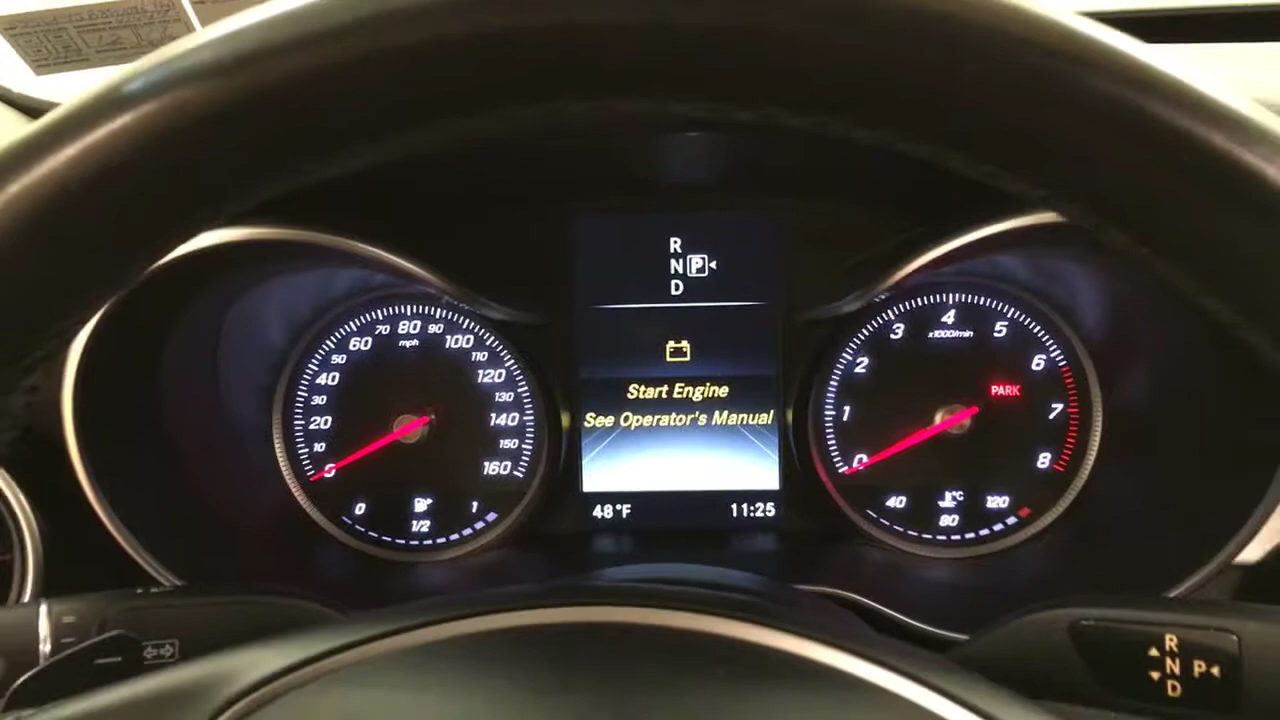 R
N P
D
Start Engine
See Operator's Manual
48°F 11:25
0 10 20 30 40 50 60 70 80 90 100 110 120 130 140 150 160
mph
0 1/2 1
0 1 2 3 4 5 6 7 8
x1000/min
PARK
°C
40 80 120
R
N P
D